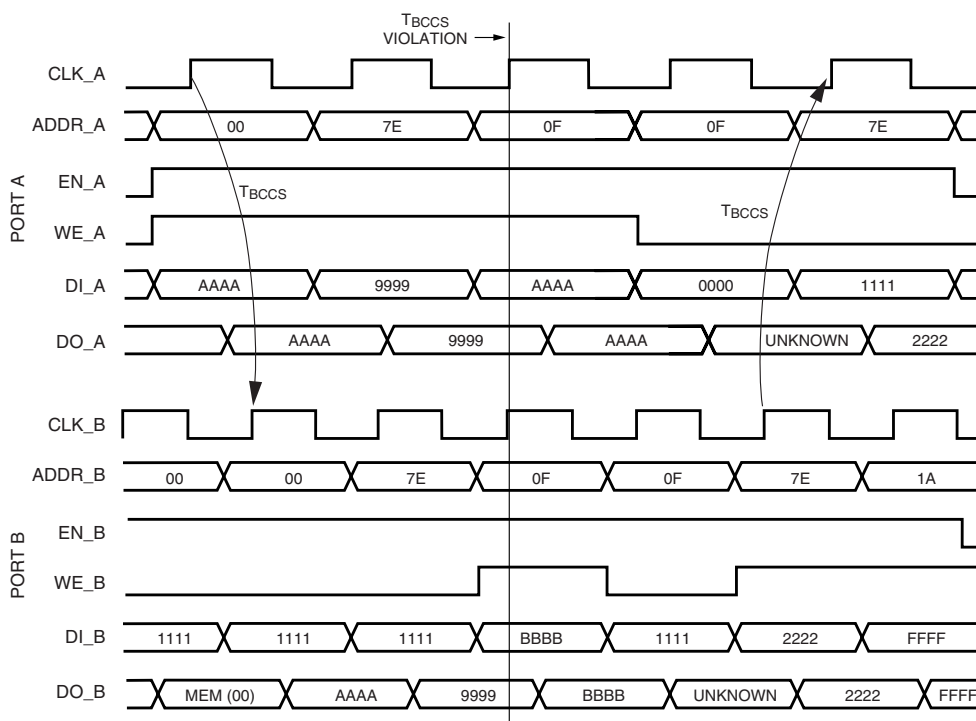 TBCCS
VIOLATION
CLK_A
ADDR_A 00 7E 0F 0F 7E
EN_A
TBCCS
TBCCS
PORT A
WE_A
DI_A AAAA 9999 AAAA 0000 1111
DO_A AAAA 9999 AAAA UNKNOWN 2222
CLK_B
ADDR_B 00 00 7E 0F 0F 7E 1A
EN_B
PORT B
WE_B
DI_B 1111 1111 1111 BBBB 1111 2222 FFFF
DO_B MEM (00) AAAA 9999 BBBB UNKNOWN 2222 FFFF